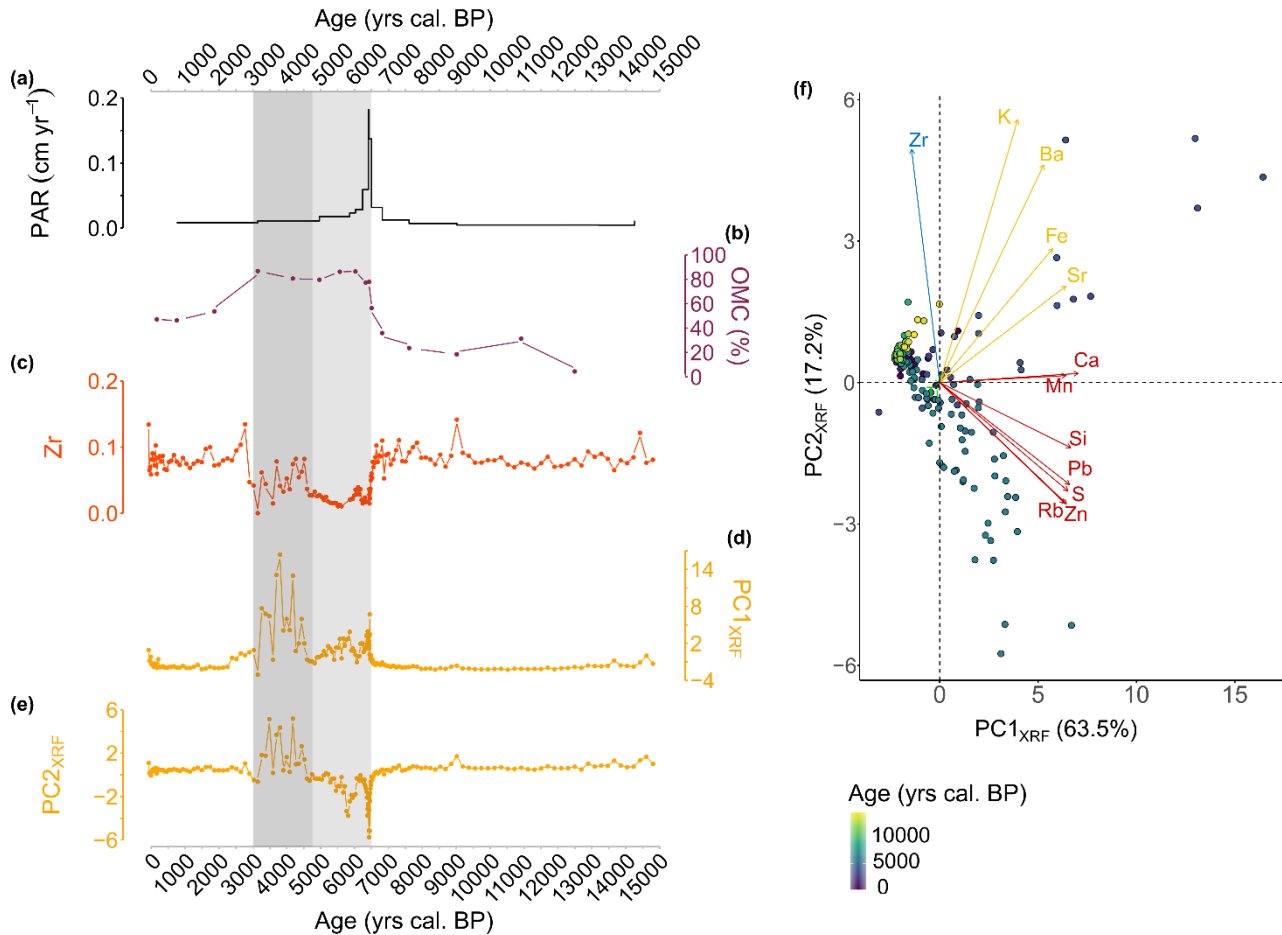 Age (yrs cal. BP)
0 1000 2000 3000 4000 5000 6000 7000 8000 9000 10000 11000 12000 13000 14000 15000
(a)
PAR (cm yr⁻¹)
0.2
0.1
0.0
(b)
OMC (%)
100
80
60
40
20
0
(c)
Zr
0.2
0.1
0.0
(d)
PC1XRF
14
8
2
−4
(e)
PC2XRF
6
2
−2
−6
0 1000 2000 3000 4000 5000 6000 7000 8000 9000 10000 11000 12000 13000 14000 15000
Age (yrs cal. BP)
(f)
PC2XRF (17.2%)
6
3
0
−3
−6
Zr
K
Ba
Fe
Sr
Ca
Mn
Si
Pb
S
Rb Zn
0 5 10 15
PC1XRF (63.5%)
Age (yrs cal. BP)
10000
5000
0